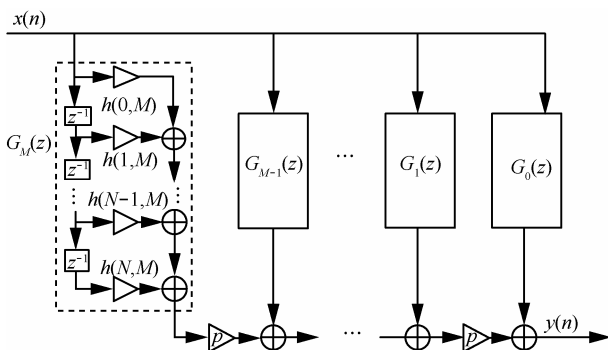 x(n)
h(0,M)
z⁻¹
G_M(z)
h(1,M)
z⁻¹
G_{M−1}(z)
...
G_1(z)
G_0(z)
h(N−1,M)
z⁻¹
h(N,M)
p
...
p
y(n)